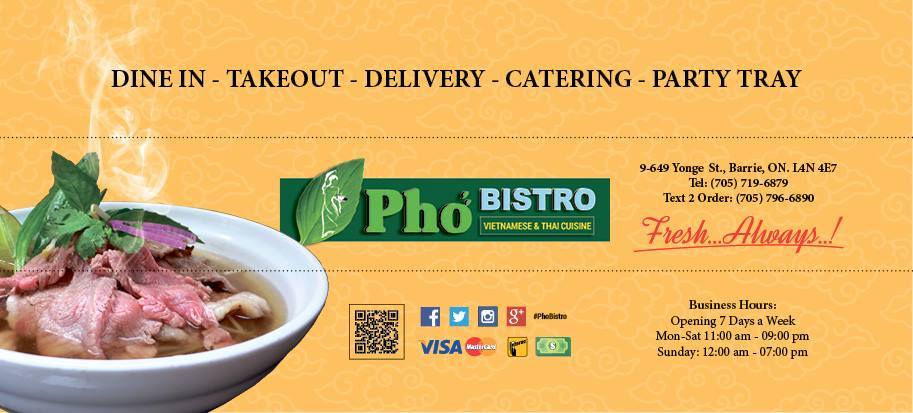 DINE IN - TAKEOUT - DELIVERY - CATERING - PARTY TRAY
Phở BISTRO
VIETNAMESE & THAI CUISINE
9-649 Yonge St., Barrie, ON. L4N 4E7
Tel: (705) 719-6879
Text 2 Order: (705) 796-6890
Fresh...Always..!
#PhoBistro
VISA MasterCard Interac
Business Hours:
Opening 7 Days a Week
Mon-Sat 11:00 am - 09:00 pm
Sunday: 12:00 am - 07:00 pm